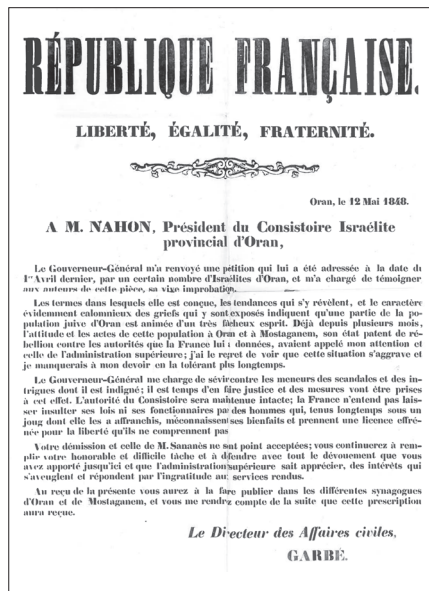 RÉPUBLIQUE FRANÇAISE.
LIBERTÉ, ÉGALITÉ, FRATERNITÉ.
Oran, le 12 Mai 1848.
A M. NAHON, Président du Consistoire Israélite
provincial d'Oran,
Le Gouverneur-Général m'a renvoyé une pétition qui lui a été adressée à la date du
1er Avril dernier, par un certain nombre d'Israélites d'Oran, et m'a chargé de témoigner
aux auteurs de cette pièce, sa vive improbation.
Les termes dans lesquels elle est conçue, les tendances qui s'y révèlent, et le caractère
évidemment calomnieux des griefs qui y sont exposés indiquent qu'une partie de la po-
pulation juive d'Oran est animée d'un très fâcheux esprit. Déjà depuis plusieurs mois,
l'attitude et les actes de cette population à Oran et à Mostaganem, son état patent de ré-
bellion contre les autorités que la France lui a données, avaient appelé mon attention et
celle de l'administration supérieure; j'ai le regret de voir que cette situation s'aggrave et
je manquerais à mon devoir en la tolérant plus longtemps.
Le Gouverneur-Général me charge de sévir contre les meneurs des scandales et des in-
trigues dont il est indigné; il est temps d'en faire justice et des mesures vont être prises
à cet effet. L'autorité du Consistoire sera maintenue intacte; la France n'entend pas lais-
ser insulter ses lois ni ses fonctionnaires par des hommes qui, tenus longtemps sous un
joug dont elle les a affranchis, méconnaissent ses bienfaits et prennent une licence effré-
née pour la liberté qu'ils ne comprennent pas
Votre démission et celle de M. Sananès ne sont point acceptées; vous continuerez à rem-
plir votre honorable et difficile tâche et à défendre avec tout le dévouement que vous
avez apporté jusqu'ici et que l'administration supérieure sait apprécier, des intérêts qui
s'aveuglent et répondent par l'ingratitude aux services rendus.
Au reçu de la présente vous aurez à la faire publier dans les différentes synagogues
d'Oran et de Mostaganem, et vous me rendrez compte de la suite que cette prescription
aura reçue.
Le Directeur des Affaires civiles,
GARBÉ.